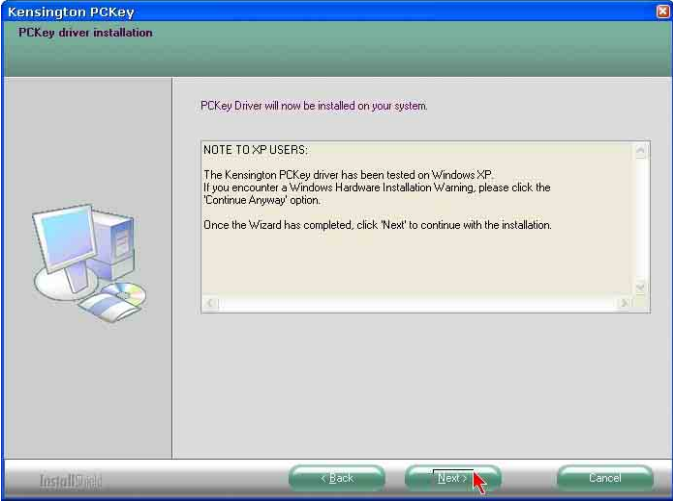 Kensington PCKey
PCKey driver installation
PCKey Driver will now be installed on your system.
NOTE TO XP USERS:
The Kensington PCKey driver has been tested on Windows XP.
If you encounter a Windows Hardware Installation Warning, please click the
'Continue Anyway' option.
Once the Wizard has completed, click 'Next' to continue with the installation.
InstallShield
< Back
Next >
Cancel